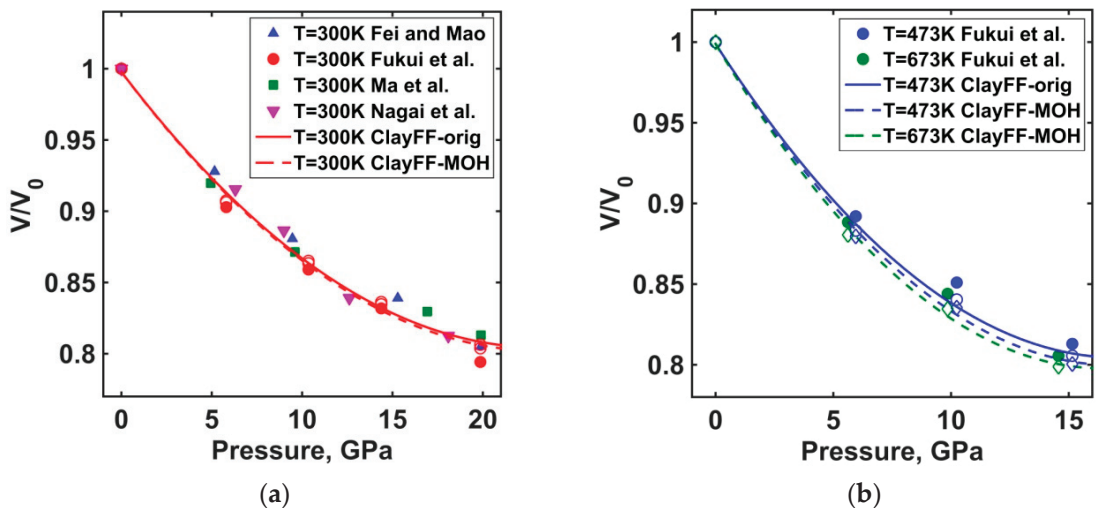 T=300K Fei and Mao
T=300K Fukui et al.
T=300K Ma et al.
T=300K Nagai et al.
T=300K ClayFF-orig
T=300K ClayFF-MOH
1
0.95
0.9
0.85
0.8
V/V0
0 5 10 15 20
Pressure, GPa
(a)
T=473K Fukui et al.
T=673K Fukui et al.
T=473K ClayFF-orig
T=473K ClayFF-MOH
T=673K ClayFF-MOH
1
0.95
0.9
0.85
0.8
V/V0
0 5 10 15
Pressure, GPa
(b)